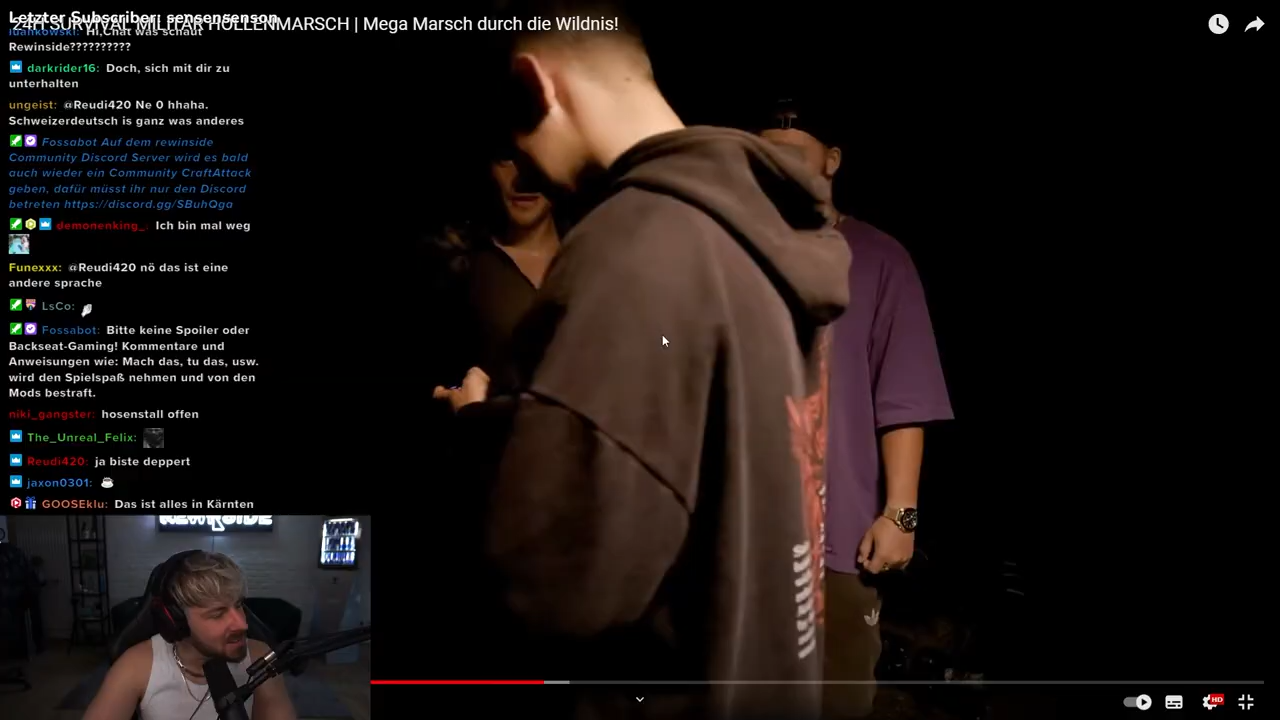 Letzter Subscriber: sensensenson
24H SURVIVAL MILITÄR HÖLLENMARSCH | Mega Marsch durch die Wildnis!
luankowski: Hi,Chat was schaut
Rewinside??????????
darkrider16: Doch, sich mit dir zu
unterhalten
ungeist: @Reudi420 Ne 0 hhaha.
Schweizerdeutsch is ganz was anderes
Fossabot Auf dem rewinside
Community Discord Server wird es bald
auch wieder ein Community CraftAttack
geben, dafür müsst ihr nur den Discord
betreten https://discord.gg/SBuhQga
demonenking_: Ich bin mal weg
Funexxx: @Reudi420 nö das ist eine
andere sprache
LsCo:
Fossabot: Bitte keine Spoiler oder
Backseat-Gaming! Kommentare und
Anweisungen wie: Mach das, tu das, usw.
wird den Spielspaß nehmen und von den
Mods bestraft.
niki_gangster: hosenstall offen
The_Unreal_Felix:
Reudi420: ja biste deppert
jaxon0301:
GOOSEklu: Das ist alles in Kärnten
REWRSIDE
HD